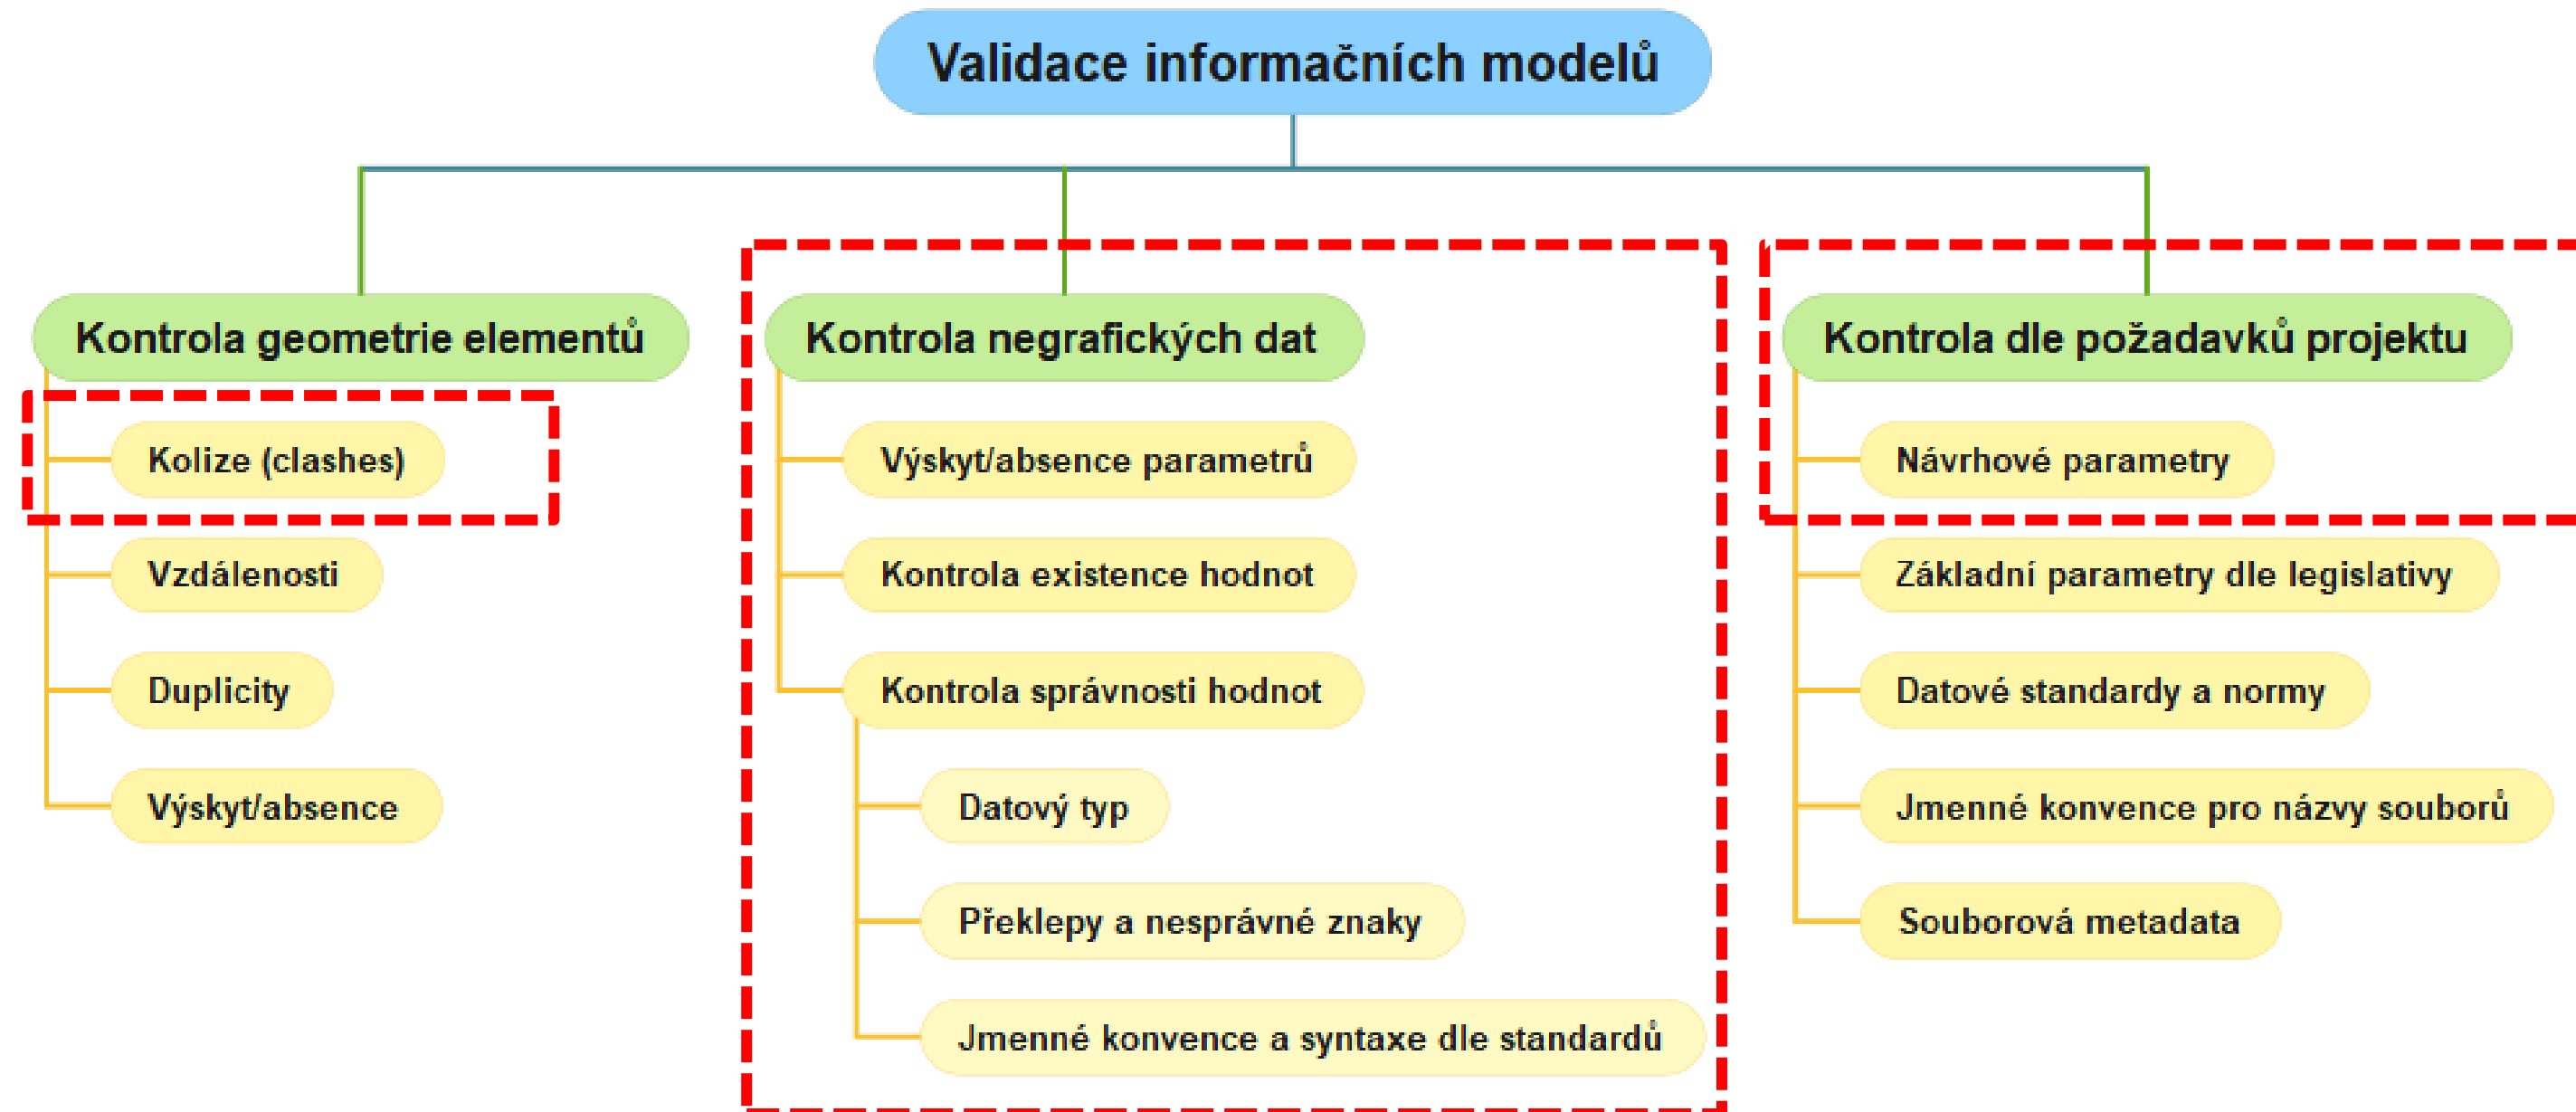 Validace informačních modelů
Kontrola geometrie elementů
Kolize (clashes)
Vzdálenosti
Duplicity
Výskyt/absence
Kontrola negrafických dat
Výskyt/absence parametrů
Kontrola existence hodnot
Kontrola správnosti hodnot
Datový typ
Překlepy a nesprávné znaky
Jmenné konvence a syntaxe dle standardů
Kontrola dle požadavků projektu
Návrhové parametry
Základní parametry dle legislativy
Datové standardy a normy
Jmenné konvence pro názvy souborů
Souborová metadata